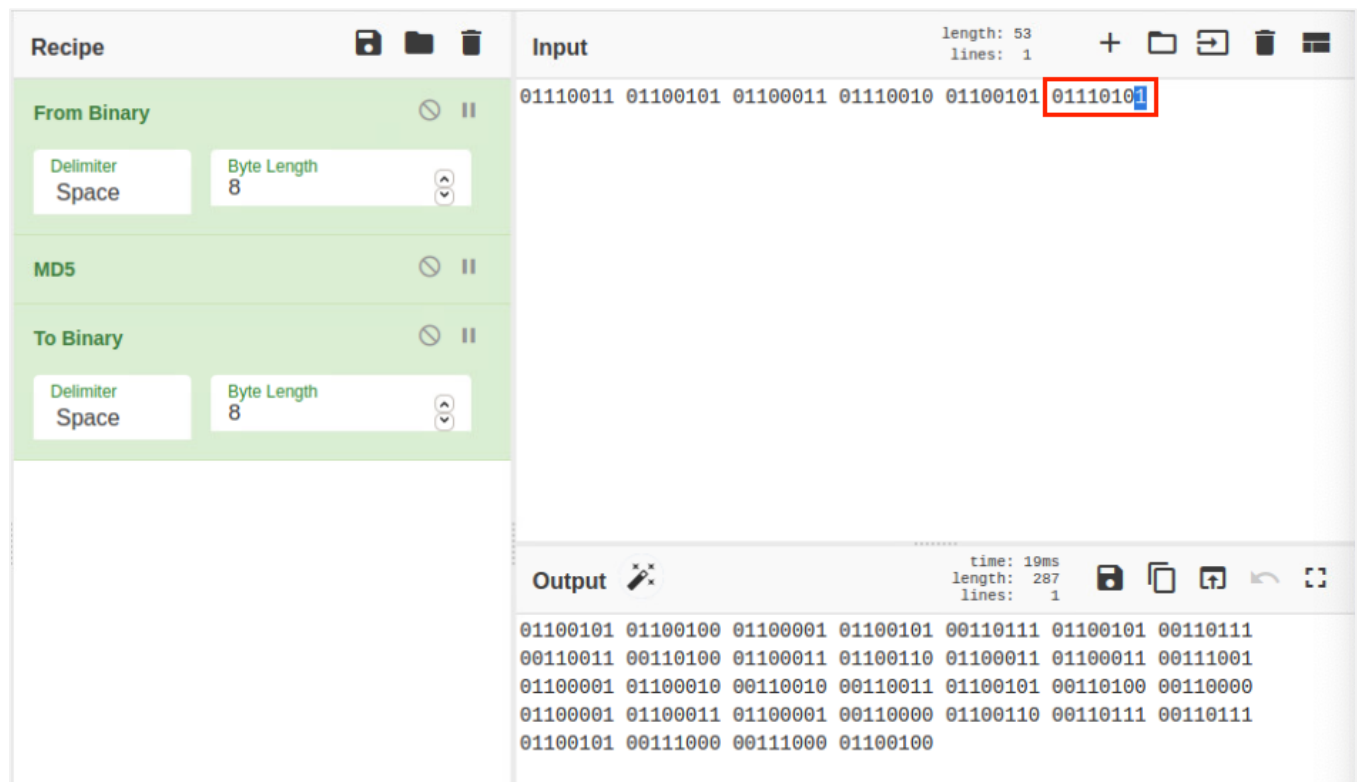 Recipe
From Binary
Delimiter
Space
Byte Length
8
MD5
To Binary
Delimiter
Space
Byte Length
8
Input
length: 53
lines: 1
01110011 01100101 01100011 01110010 01100101 01110101
Output
time: 19ms
length: 287
lines: 1
01100101 01100100 01100001 01100101 00110111 01100101 00110111
00110011 00110100 01100011 01100110 01100011 01100011 00111001
01100001 01100010 00110010 00110011 01100101 00110100 00110000
01100001 01100011 01100001 00110000 01100110 00110111 00110111
01100101 00111000 00111000 01100100